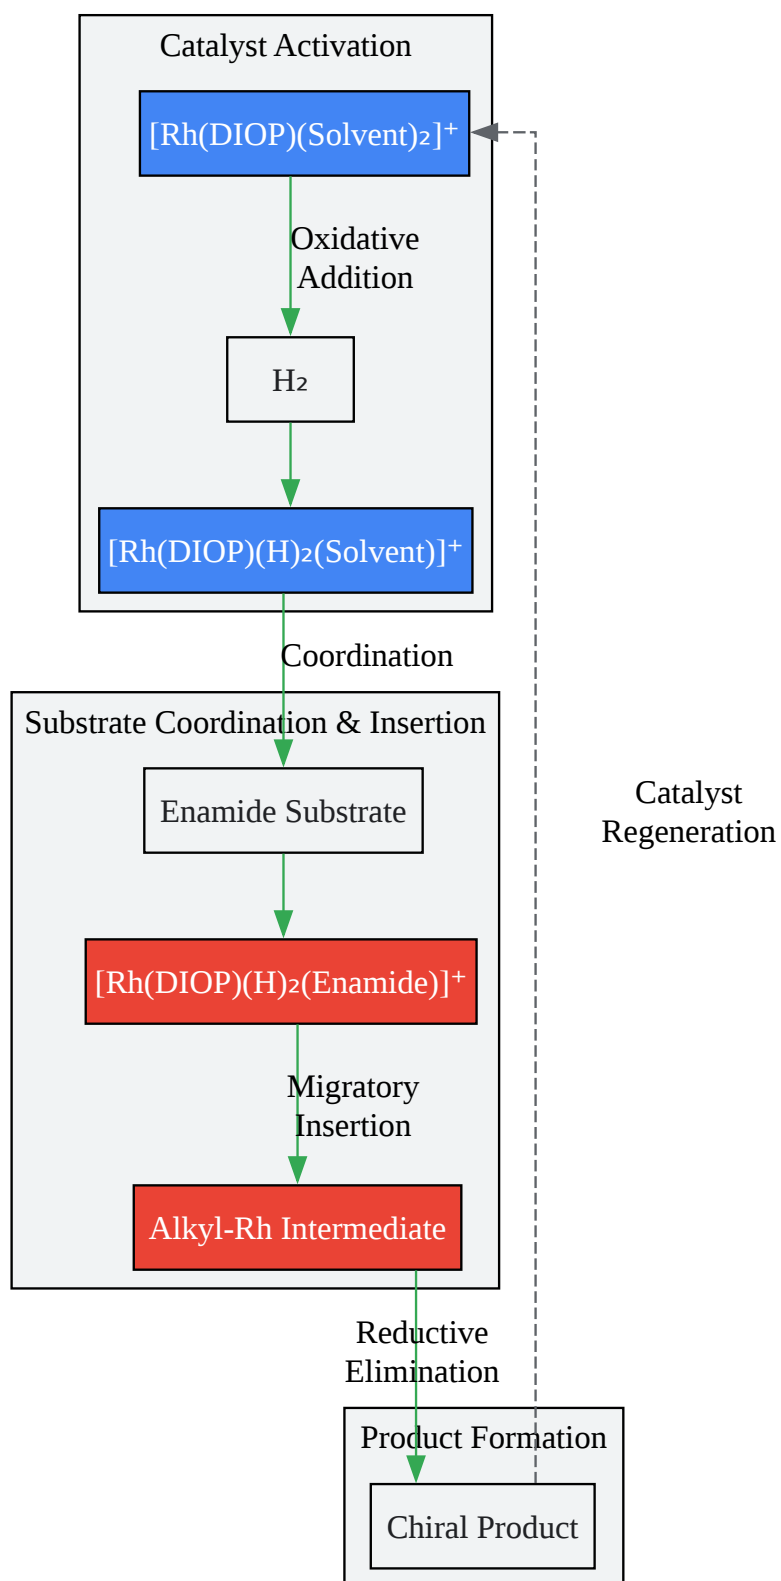 Catalyst Activation
[Rh(DIOP)(Solvent)₂]⁺
Oxidative
Addition
H₂
[Rh(DIOP)(H)₂(Solvent)]⁺
Coordination
Substrate Coordination & Insertion
Enamide Substrate
Catalyst
Regeneration
[Rh(DIOP)(H)₂(Enamide)]⁺
Migratory
Insertion
Alkyl-Rh Intermediate
Reductive
Elimination
Product Formation
Chiral Product